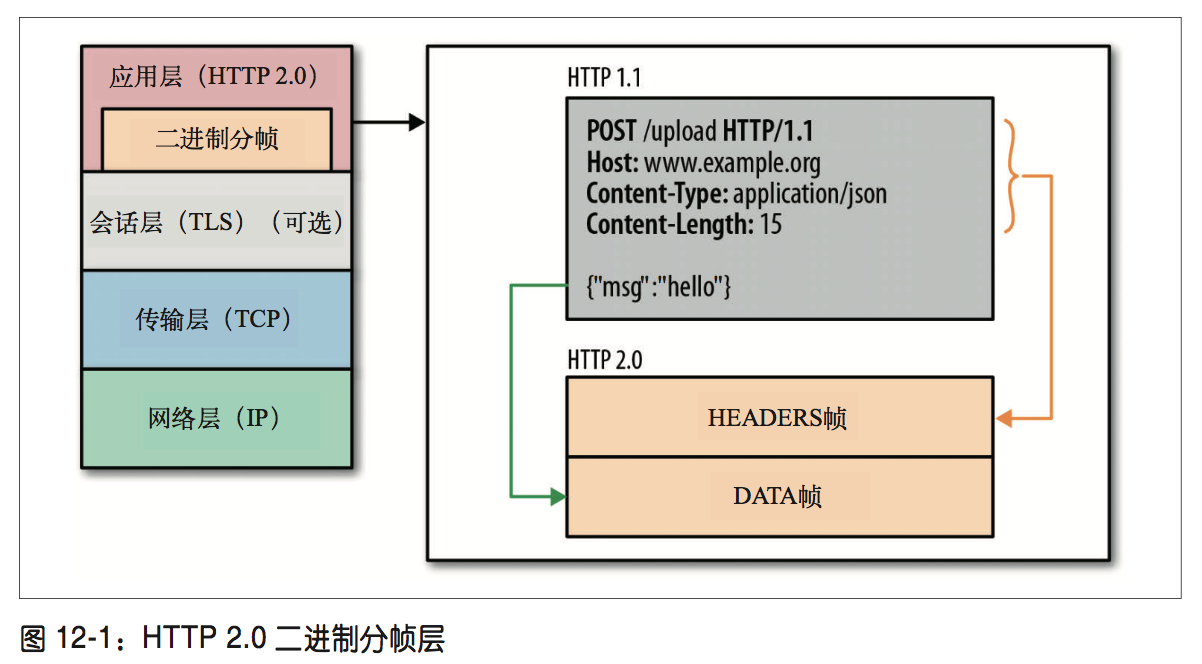 应用层（HTTP 2.0）
二进制分帧
会话层（TLS）（可选）
传输层（TCP）
网络层（IP）
HTTP 1.1
POST /upload HTTP/1.1
Host: www.example.org
Content-Type: application/json
Content-Length: 15
{"msg":"hello"}
HTTP 2.0
HEADERS帧
DATA帧
图 12-1：HTTP 2.0 二进制分帧层